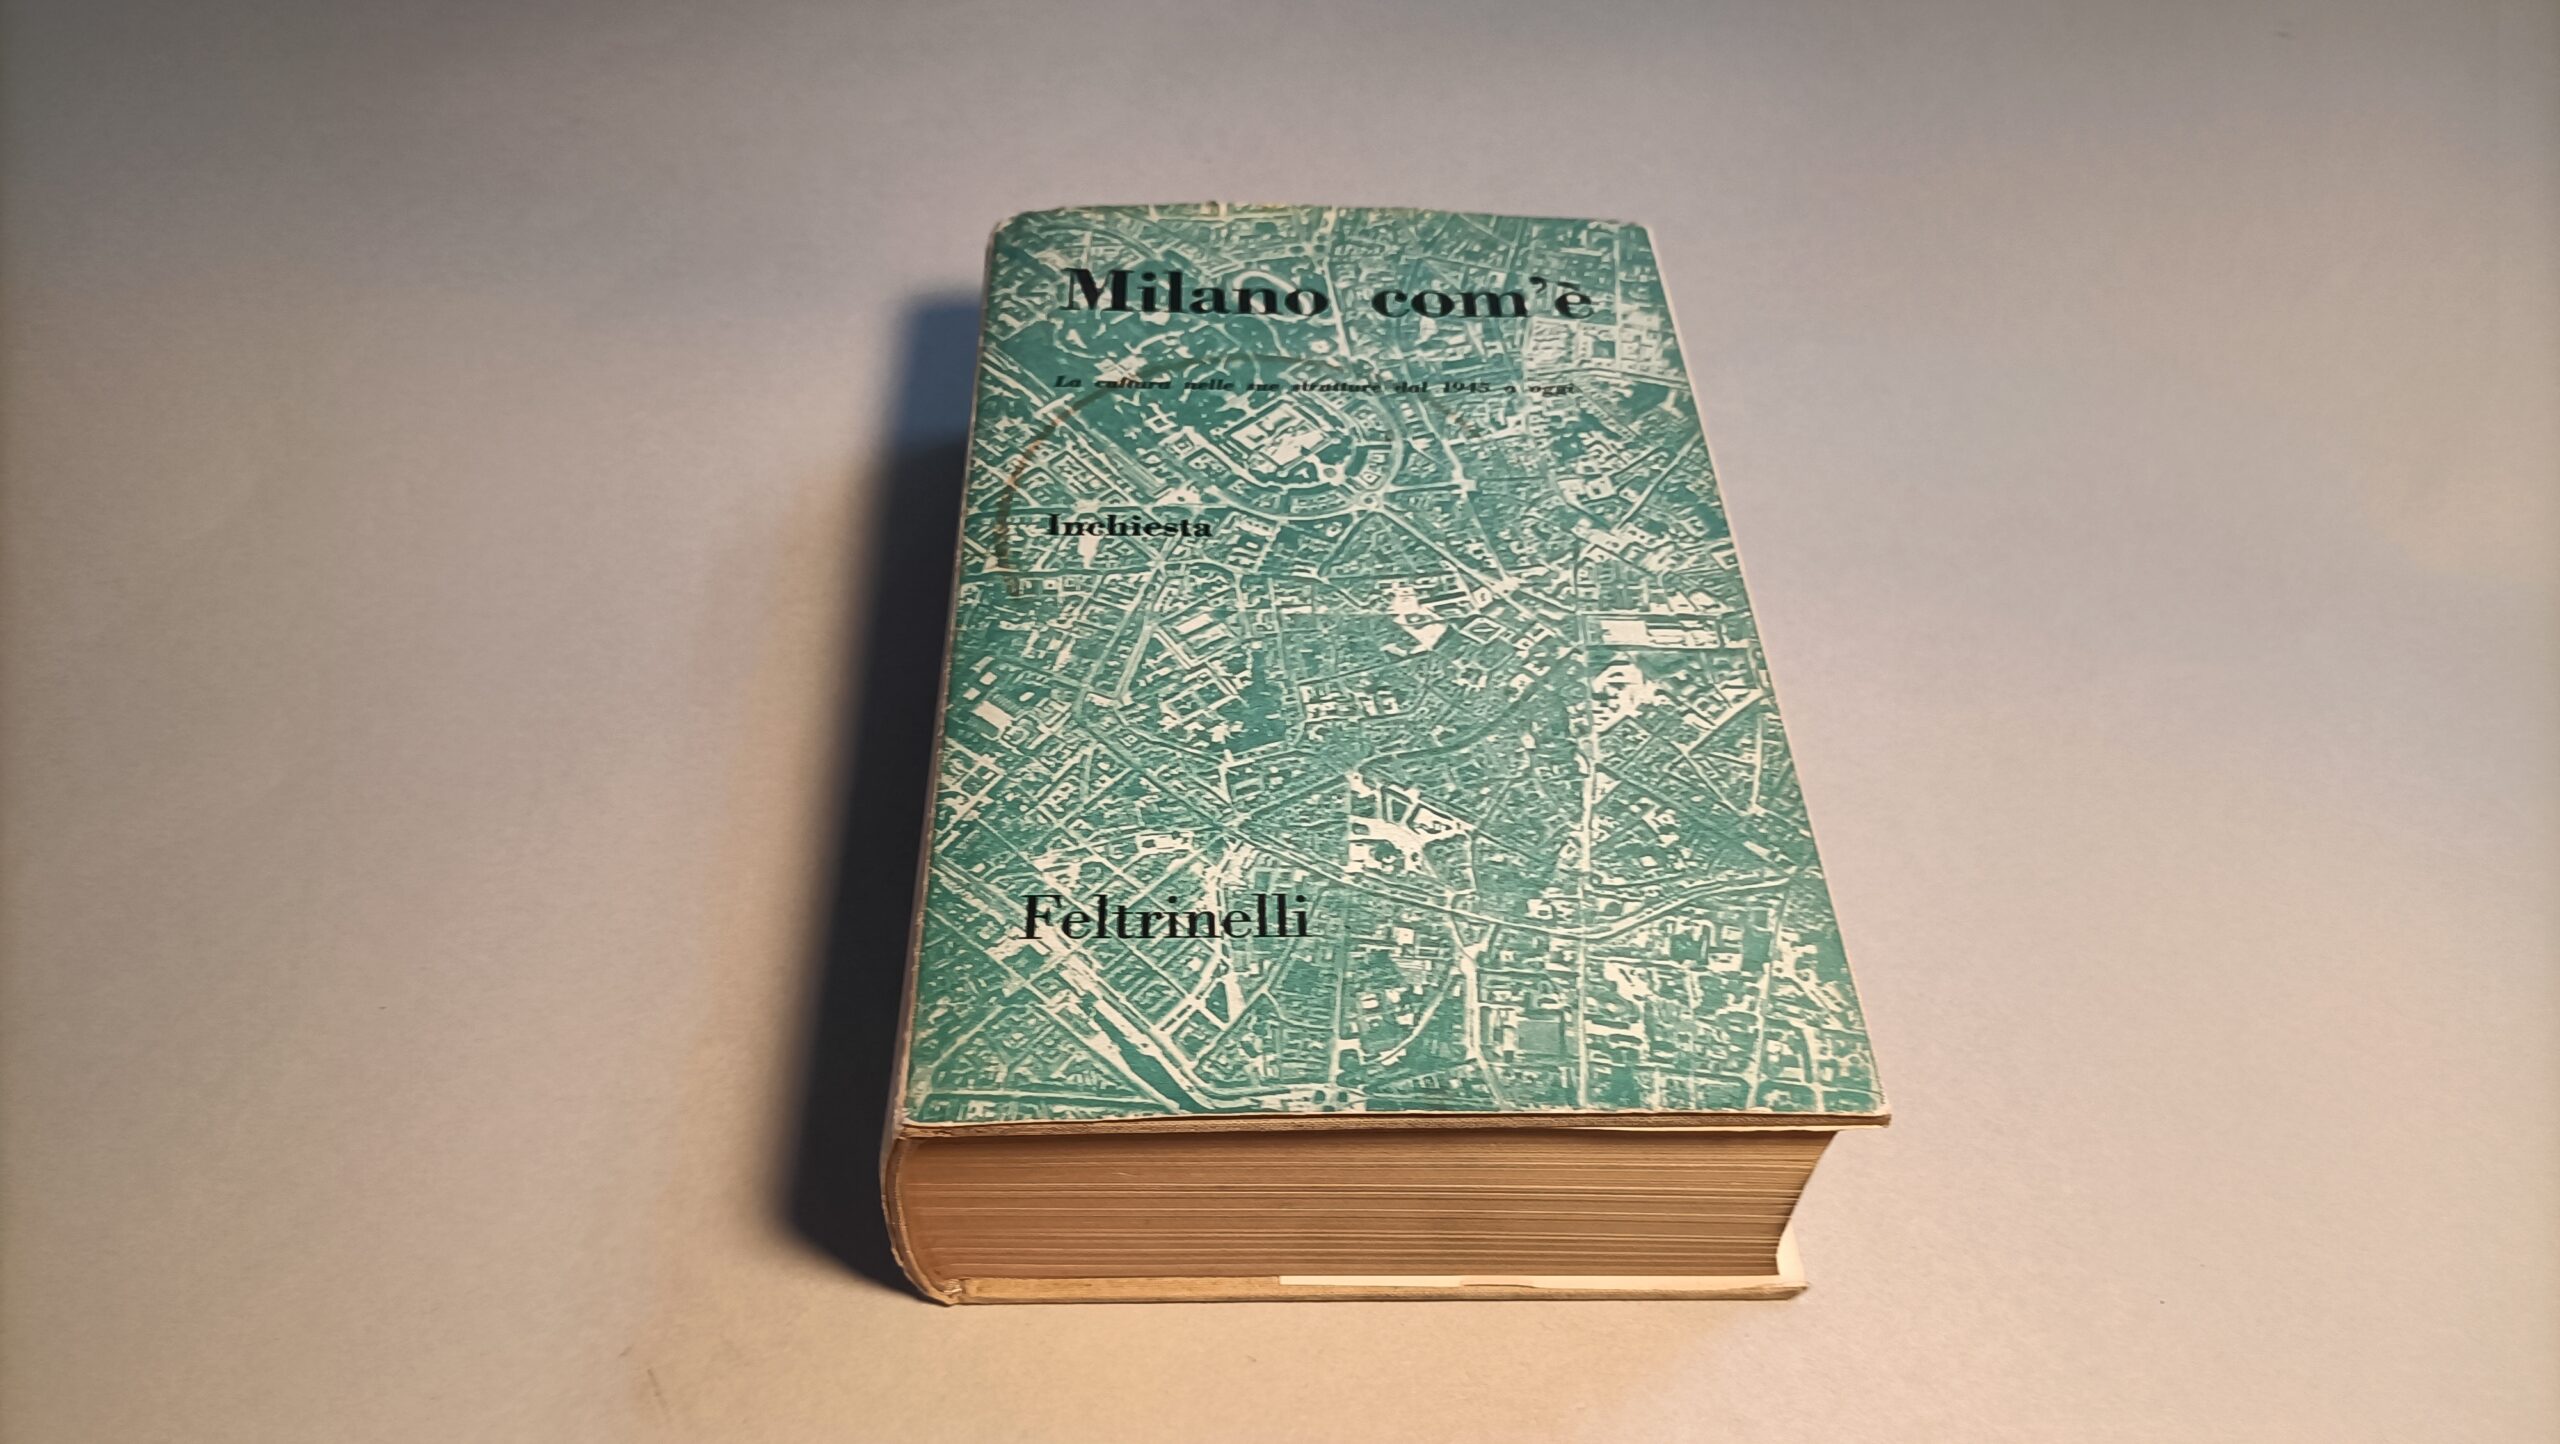 Milano com'è
La cultura nelle sue strutture dal 1945 a oggi
Inchiesta
Feltrinelli